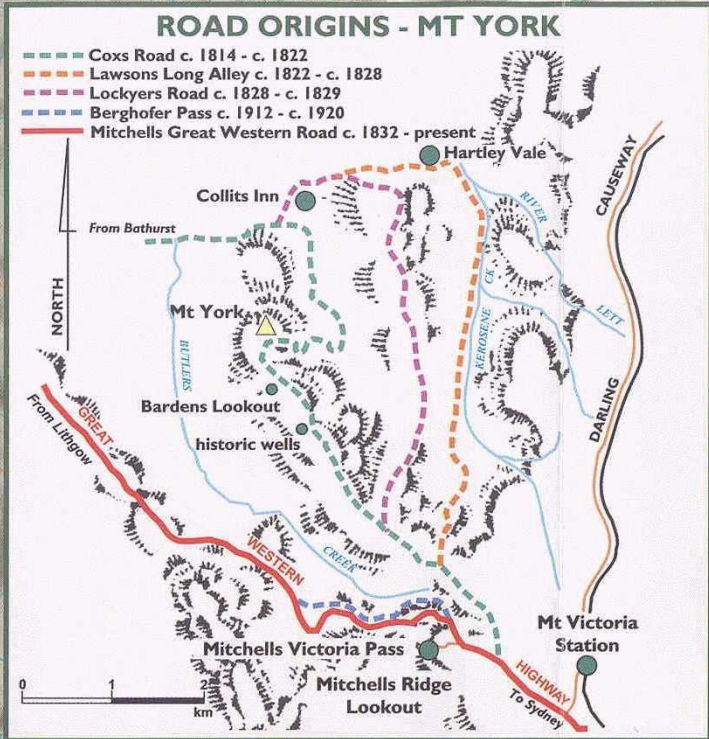 ROAD ORIGINS - MT YORK
Coxs Road c. 1814 - c. 1822
Lawsons Long Alley c. 1822 - c. 1828
Lockyers Road c. 1828 - c. 1829
Berghofer Pass c. 1912 - c. 1920
Mitchells Great Western Road c. 1832 - present
Hartley Vale
Collits Inn
From Bathurst
NORTH
RIVER
LETT
CAUSEWAY
DARLING
CK
KEROSENE
Mt York
BUTLERS
Bardens Lookout
historic wells
GREAT
From Lithgow
WESTERN
CREEK
Mitchells Victoria Pass
Mitchells Ridge
Lookout
Mt Victoria
Station
HIGHWAY
To Sydney
0 1 2
km